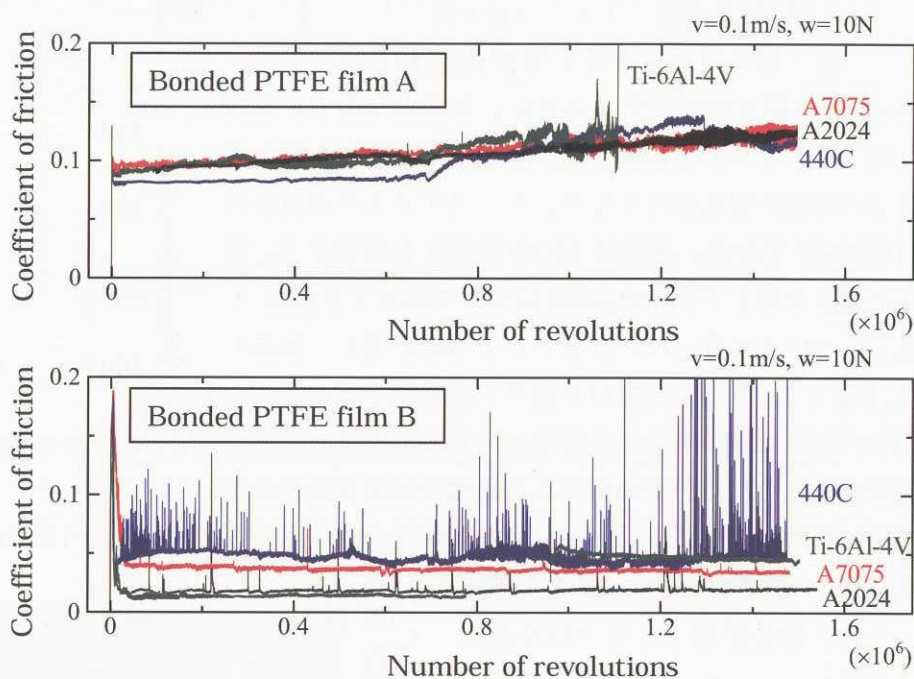 v=0.1m/s, w=10N
0.2
Bonded PTFE film A
Ti-6Al-4V
A7075
A2024
440C
0.1
0
Coefficient of friction
0 0.4 0.8 1.2 1.6
Number of revolutions
(×10⁶)
v=0.1m/s, w=10N
0.2
Bonded PTFE film B
440C
0.1
Ti-6Al-4V
A7075
A2024
0
Coefficient of friction
0 0.4 0.8 1.2 1.6
Number of revolutions
(×10⁶)